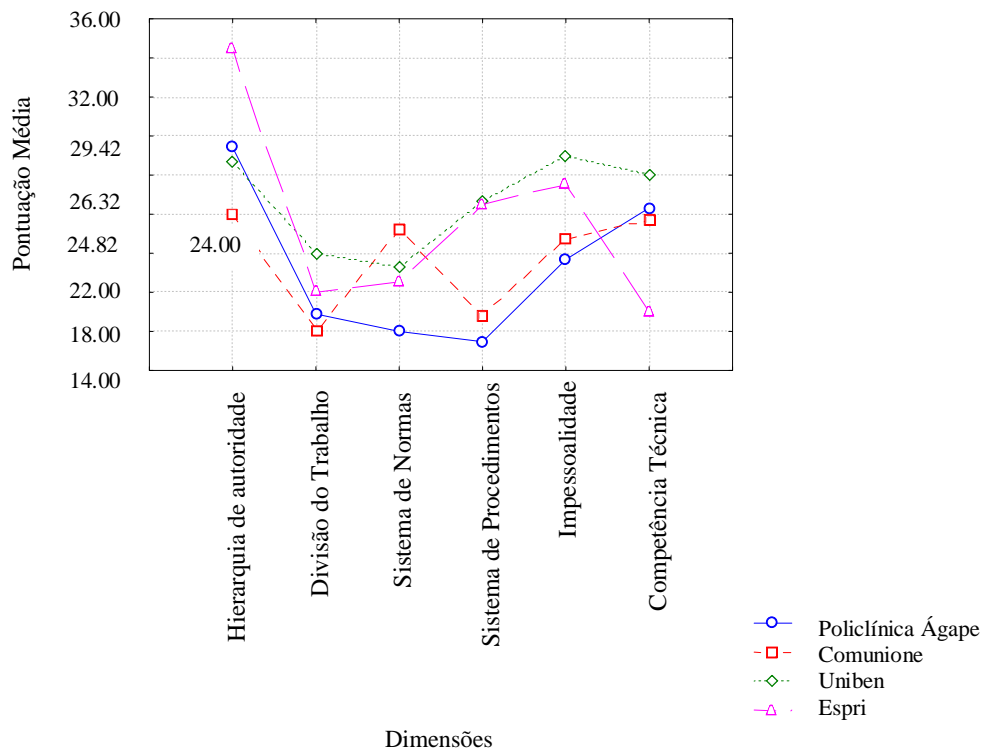 Pontuação Média
36.00
32.00
29.42
26.32
24.82
22.00
18.00
14.00
24.00
Hierarquia de autoridade
Divisão do Trabalho
Sistema de Normas
Sistema de Procedimentos
Impessoalidade
Competência Técnica
Policlínica Ágape
Comunione
Uniben
Espri
Dimensões